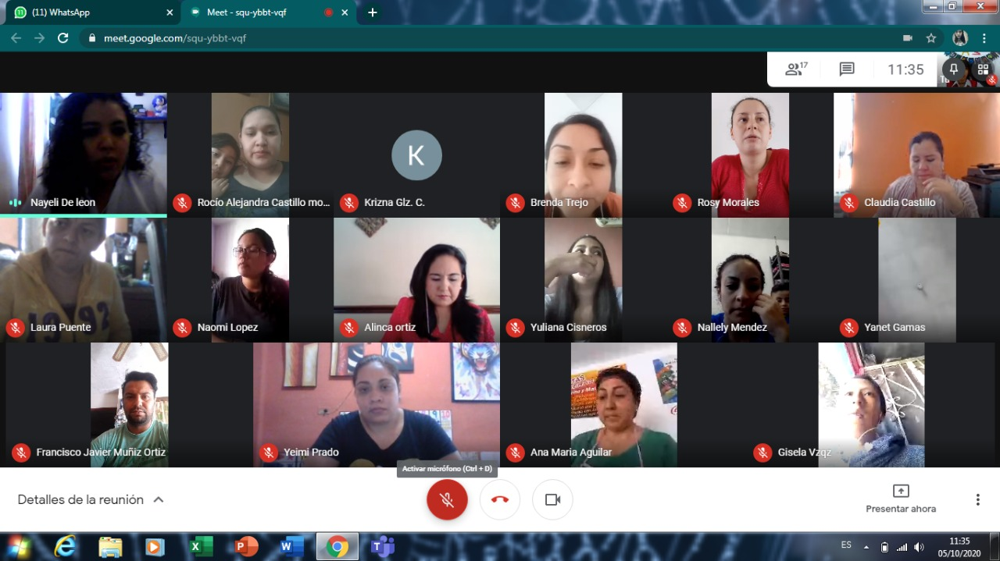 (11) WhatsApp
Meet - squ-ybbt-vqf
meet.google.com/squ-ybbt-vqf
17
11:35
Nayeli De leon
Rocío Alejandra Castillo mo...
K
Krizna Glz. C.
Brenda Trejo
Rosy Morales
Claudia Castillo
Laura Puente
Naomi Lopez
Alinca ortiz
Yuliana Cisneros
Nallely Mendez
Yanet Gamas
Francisco Javier Muñiz Ortiz
Yeimi Prado
Ana Maria Aguilar
Gisela Vzqz
Activar micrófono (Ctrl + D)
Detalles de la reunión
Presentar ahora
ES
11:35
05/10/2020